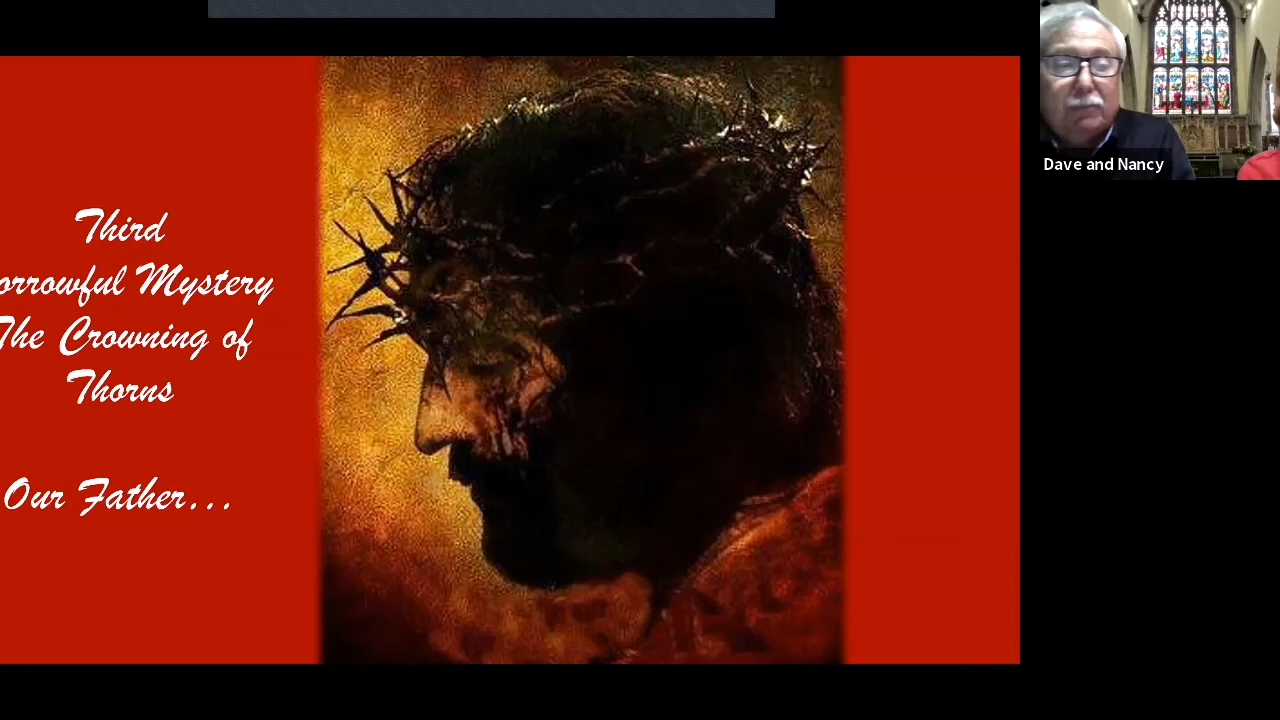 Third
orrowful Mystery
The Crowning of
Thorns
Our Father...
Dave and Nancy